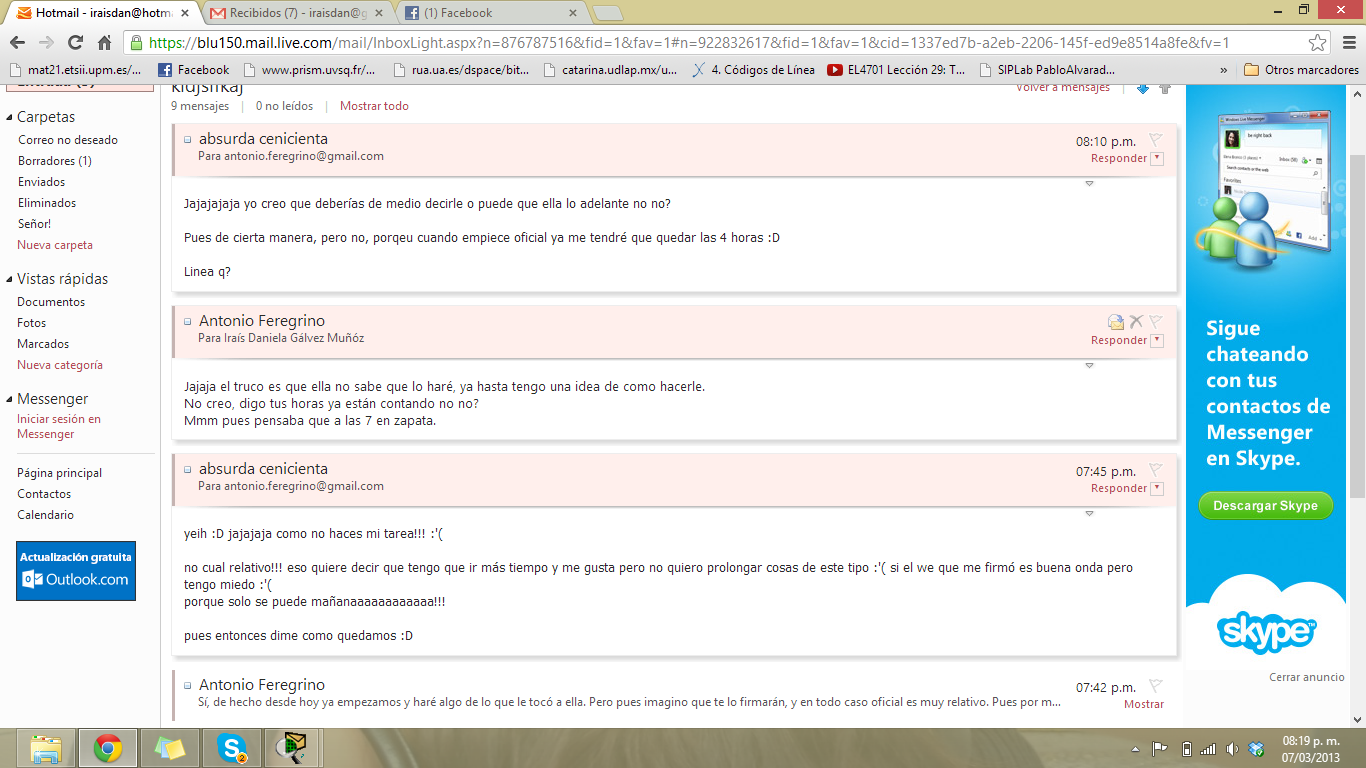 Hotmail - iraisdan@hotm
Recibidos (7) - iraisdan@g
(1) Facebook
https://blu150.mail.live.com/mail/InboxLight.aspx?n=876787516&fid=1&fav=1#n=922832617&fid=1&fav=1&cid=1337ed7b-a2eb-2206-145f-ed9e8514a8fe&fv=1
mat21.etsii.upm.es/...
Facebook
www.prism.uvsq.fr/...
rua.ua.es/dspace/bit...
catarina.udlap.mx/u...
4. Códigos de Línea
EL4701 Lección 29: T...
SIPLab PabloAlvarad...
»
Otros marcadores
Carpetas
Correo no deseado
Borradores (1)
Enviados
Eliminados
Señor!
Nueva carpeta
Vistas rápidas
Documentos
Fotos
Marcados
Nueva categoría
Messenger
Iniciar sesión en
Messenger
Página principal
Contactos
Calendario
Actualización gratuita
Outlook.com
Volver a mensajes
9 mensajes | 0 no leídos | Mostrar todo
absurda cenicienta
08:10 p.m.
Para antonio.feregrino@gmail.com
Responder
Jajajajaja yo creo que deberías de medio decirle o puede que ella lo adelante no no?
Pues de cierta manera, pero no, porqeu cuando empiece oficial ya me tendré que quedar las 4 horas :D
Linea q?
Antonio Feregrino
Para Iraís Daniela Gálvez Muñóz
Responder
Jajaja el truco es que ella no sabe que lo haré, ya hasta tengo una idea de como hacerle.
No creo, digo tus horas ya están contando no no?
Mmm pues pensaba que a las 7 en zapata.
absurda cenicienta
07:45 p.m.
Para antonio.feregrino@gmail.com
Responder
yeih :D jajajaja como no haces mi tarea!!! :'(
no cual relativo!!! eso quiere decir que tengo que ir más tiempo y me gusta pero no quiero prolongar cosas de este tipo :'( si el we que me firmó es buena onda pero
tengo miedo :'(
porque solo se puede mañanaaaaaaaaaaaa!!!
pues entonces dime como quedamos :D
Antonio Feregrino
07:42 p.m.
Sí, de hecho desde hoy ya empezamos y haré algo de lo que le tocó a ella. Pero pues imagino que te lo firmarán, y en todo caso oficial es muy relativo. Pues por m...
Mostrar
be right back
Sigue
chateando
con tus
contactos de
Messenger
en Skype.
Descargar Skype
skype
Cerrar anuncio
2
08:19 p. m.
07/03/2013